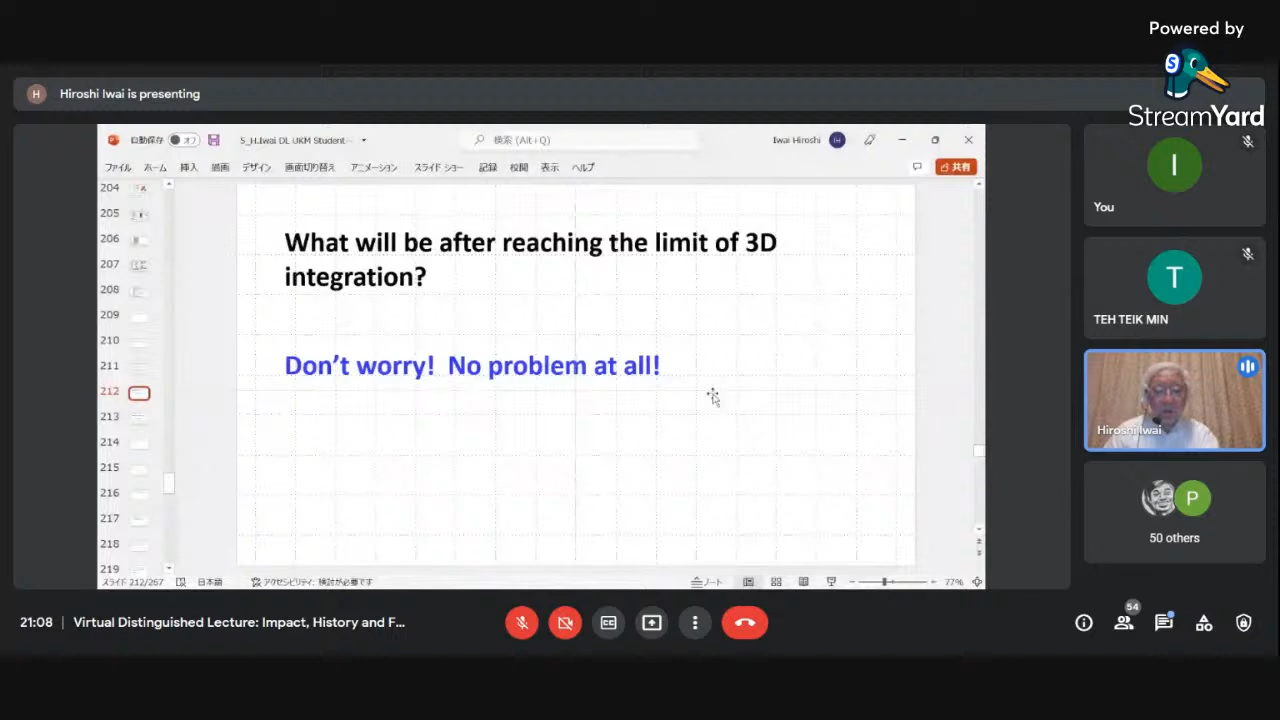 Powered by
StreamYard
H Hiroshi Iwai is presenting
自動保存 オフ S_H.Iwai DL UKM Student 検索 (Alt+Q) Iwai Hiroshi
ファイル ホーム 挿入 描画 デザイン 画面切り替え アニメーション スライド ショー 記録 校閲 表示 ヘルプ 共有
204
205
206
207
208
209
210
211
212
213
214
215
216
217
218
219
What will be after reaching the limit of 3D
integration?
Don't worry! No problem at all!
スライド 212/267 日本語 アクセシビリティ: 検討が必要です ノート 77%
I
You
T
TEH TEIK MIN
Hiroshi Iwai
P
50 others
21:08 | Virtual Distinguished Lecture: Impact, History and F...
54